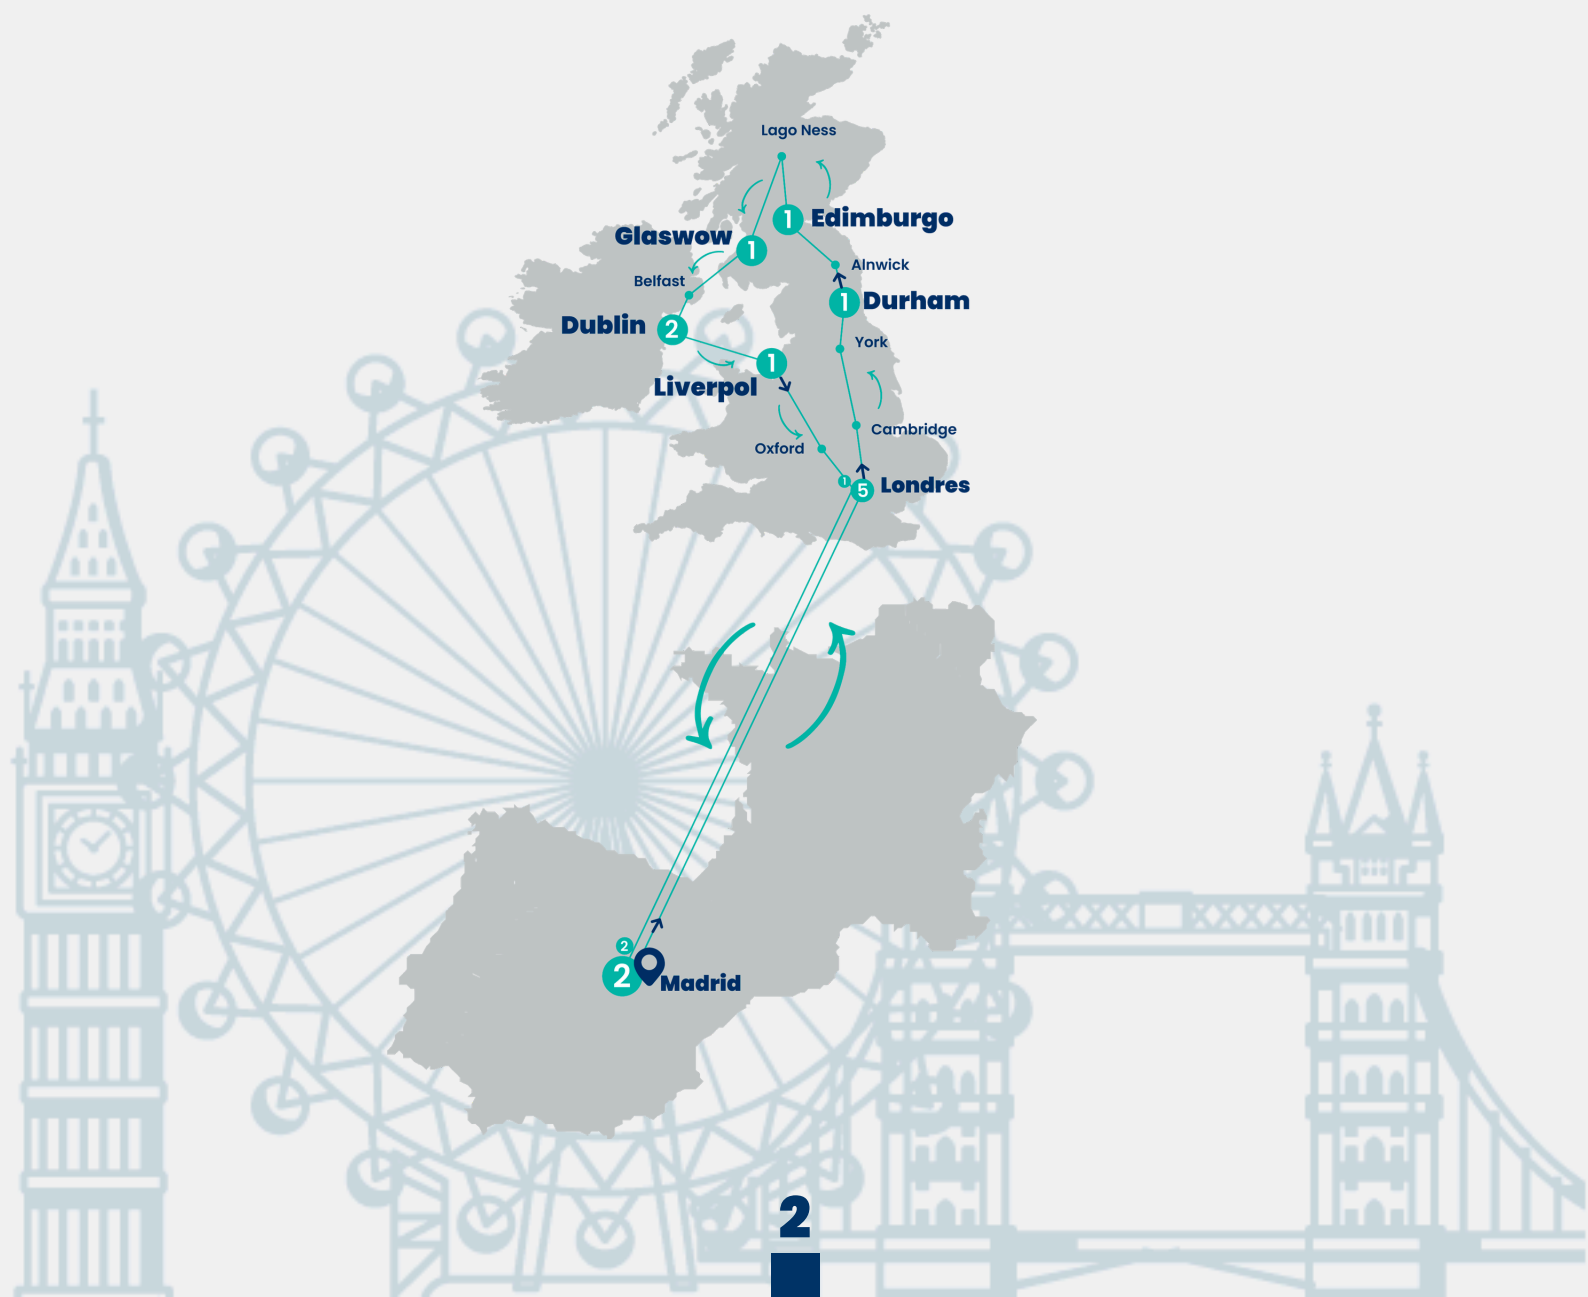 Lago Ness
1 Edimburgo
Glaswow 1
Alnwick
Belfast
1 Durham
Dublin 2
York
1
Liverpol
Cambridge
Oxford
1 5 Londres
2
2 Madrid
2